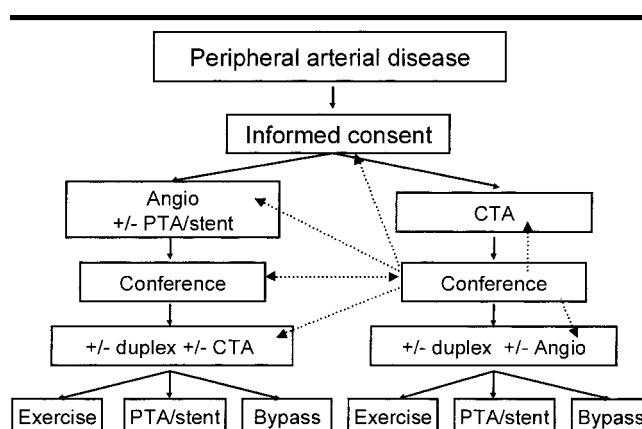 Peripheral arterial disease
Informed consent
Angio
+/- PTA/stent
CTA
Conference
Conference
+/- duplex +/- CTA
+/- duplex +/- Angio
Exercise
PTA/stent
Bypass
Exercise
PTA/stent
Bypass